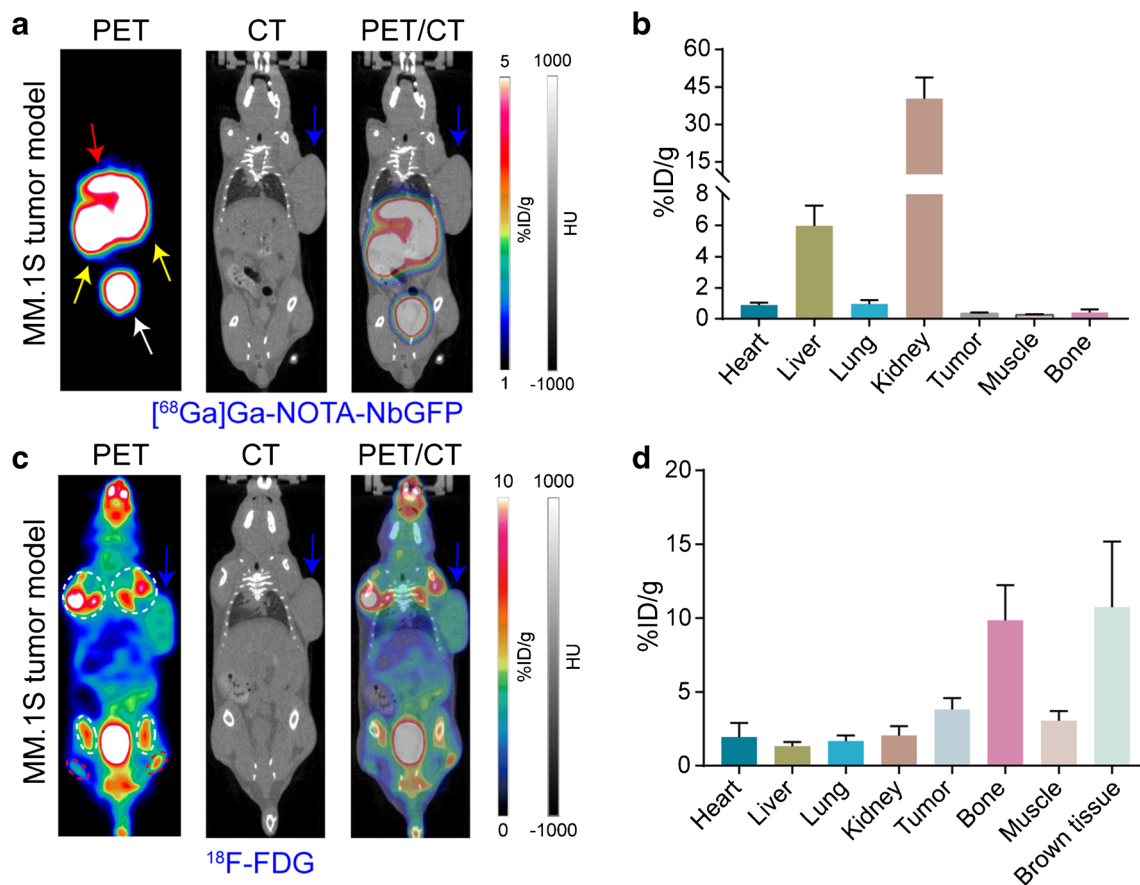 a
PET
CT
PET/CT
MM.1S tumor model
5
1
%ID/g
1000
-1000
HU
[⁶⁸Ga]Ga-NOTA-NbGFP
b
%ID/g
60
45
30
15
8
6
4
2
0
Heart
Liver
Lung
Kidney
Tumor
Muscle
Bone
c
PET
CT
PET/CT
MM.1S tumor model
10
0
%ID/g
1000
-1000
HU
¹⁸F-FDG
d
%ID/g
20
15
10
5
0
Heart
Liver
Lung
Kidney
Tumor
Bone
Muscle
Brown tissue